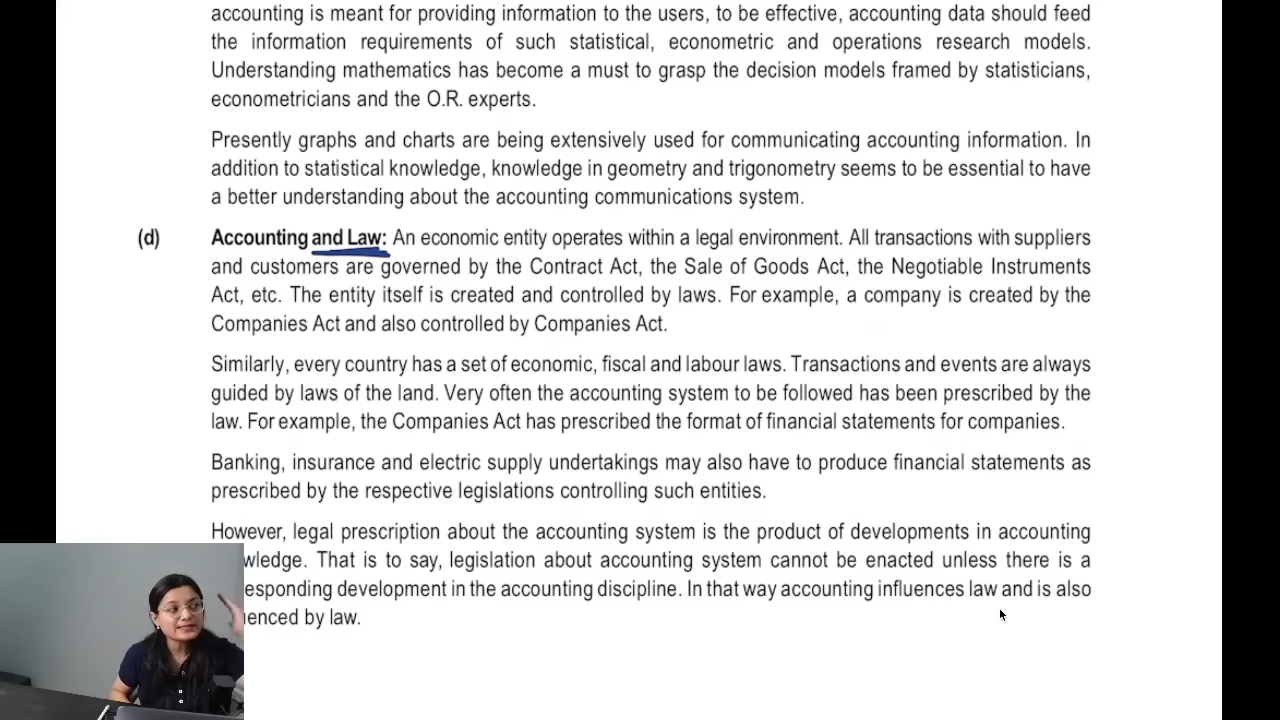 accounting is meant for providing information to the users, to be effective, accounting data should feed
the information requirements of such statistical, econometric and operations research models.
Understanding mathematics has become a must to grasp the decision models framed by statisticians,
econometricians and the O.R. experts.
Presently graphs and charts are being extensively used for communicating accounting information. In
addition to statistical knowledge, knowledge in geometry and trigonometry seems to be essential to have
a better understanding about the accounting communications system.
(d) Accounting and Law: An economic entity operates within a legal environment. All transactions with suppliers
and customers are governed by the Contract Act, the Sale of Goods Act, the Negotiable Instruments
Act, etc. The entity itself is created and controlled by laws. For example, a company is created by the
Companies Act and also controlled by Companies Act.
Similarly, every country has a set of economic, fiscal and labour laws. Transactions and events are always
guided by laws of the land. Very often the accounting system to be followed has been prescribed by the
law. For example, the Companies Act has prescribed the format of financial statements for companies.
Banking, insurance and electric supply undertakings may also have to produce financial statements as
prescribed by the respective legislations controlling such entities.
However, legal prescription about the accounting system is the product of developments in accounting
wledge. That is to say, legislation about accounting system cannot be enacted unless there is a
esponding development in the accounting discipline. In that way accounting influences law and is also
enced by law.